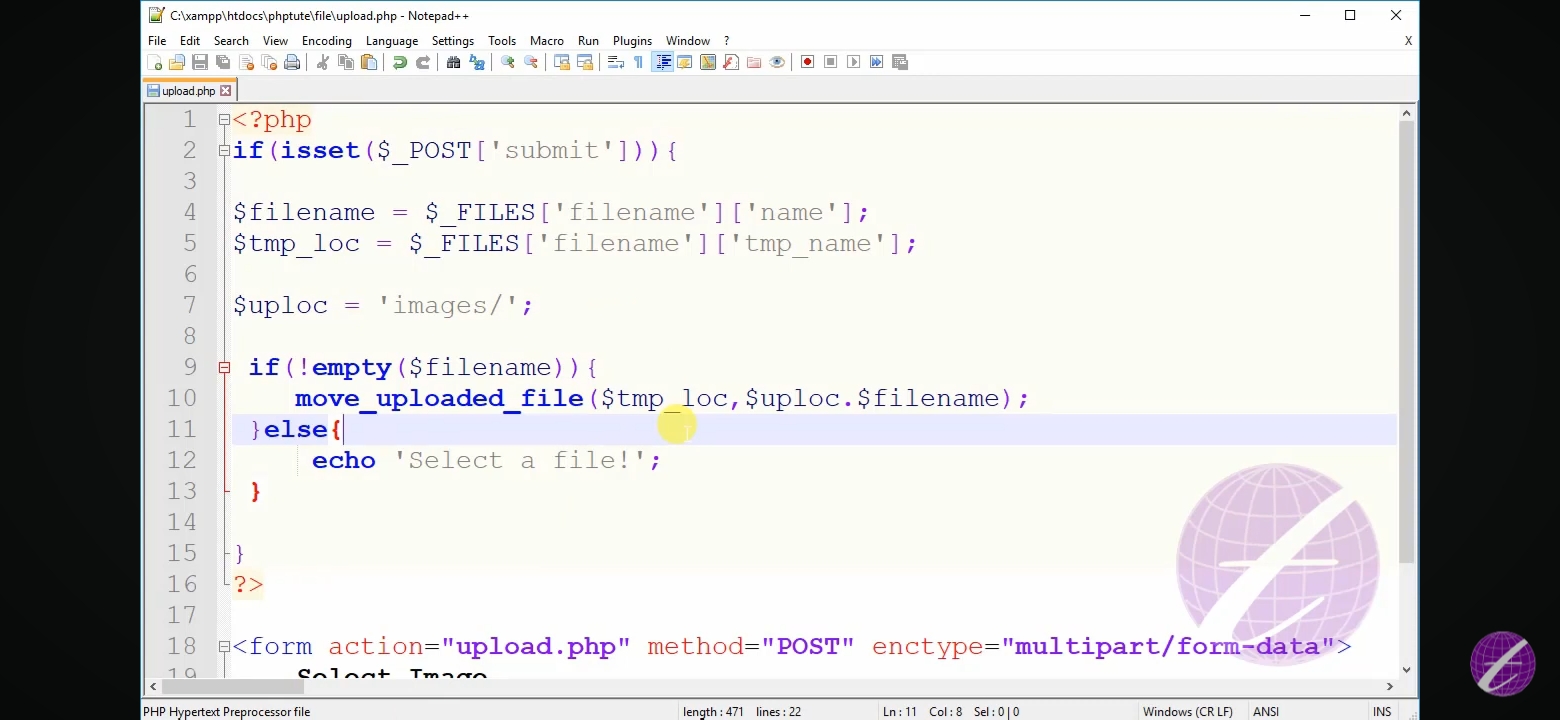 C:\xampp\htdocs\phptute\file\upload.php - Notepad++
File Edit Search View Encoding Language Settings Tools Macro Run Plugins Window ? X
upload.php
1 <?php
2 if(isset($_POST['submit'])){
3
4 $filename = $_FILES['filename']['name'];
5 $tmp_loc = $_FILES['filename']['tmp_name'];
6
7 $uploc = 'images/';
8
9 if(!empty($filename)){
10 move_uploaded_file($tmp_loc,$uploc.$filename);
11 }else{
12 echo 'Select a file!';
13 }
14
15 }
16 ?>
17
18 <form action="upload.php" method="POST" enctype="multipart/form-data">
19 Select Image
PHP Hypertext Preprocessor file length : 471 lines : 22 Ln : 11 Col : 8 Sel : 0 | 0 Windows (CR LF) ANSI INS